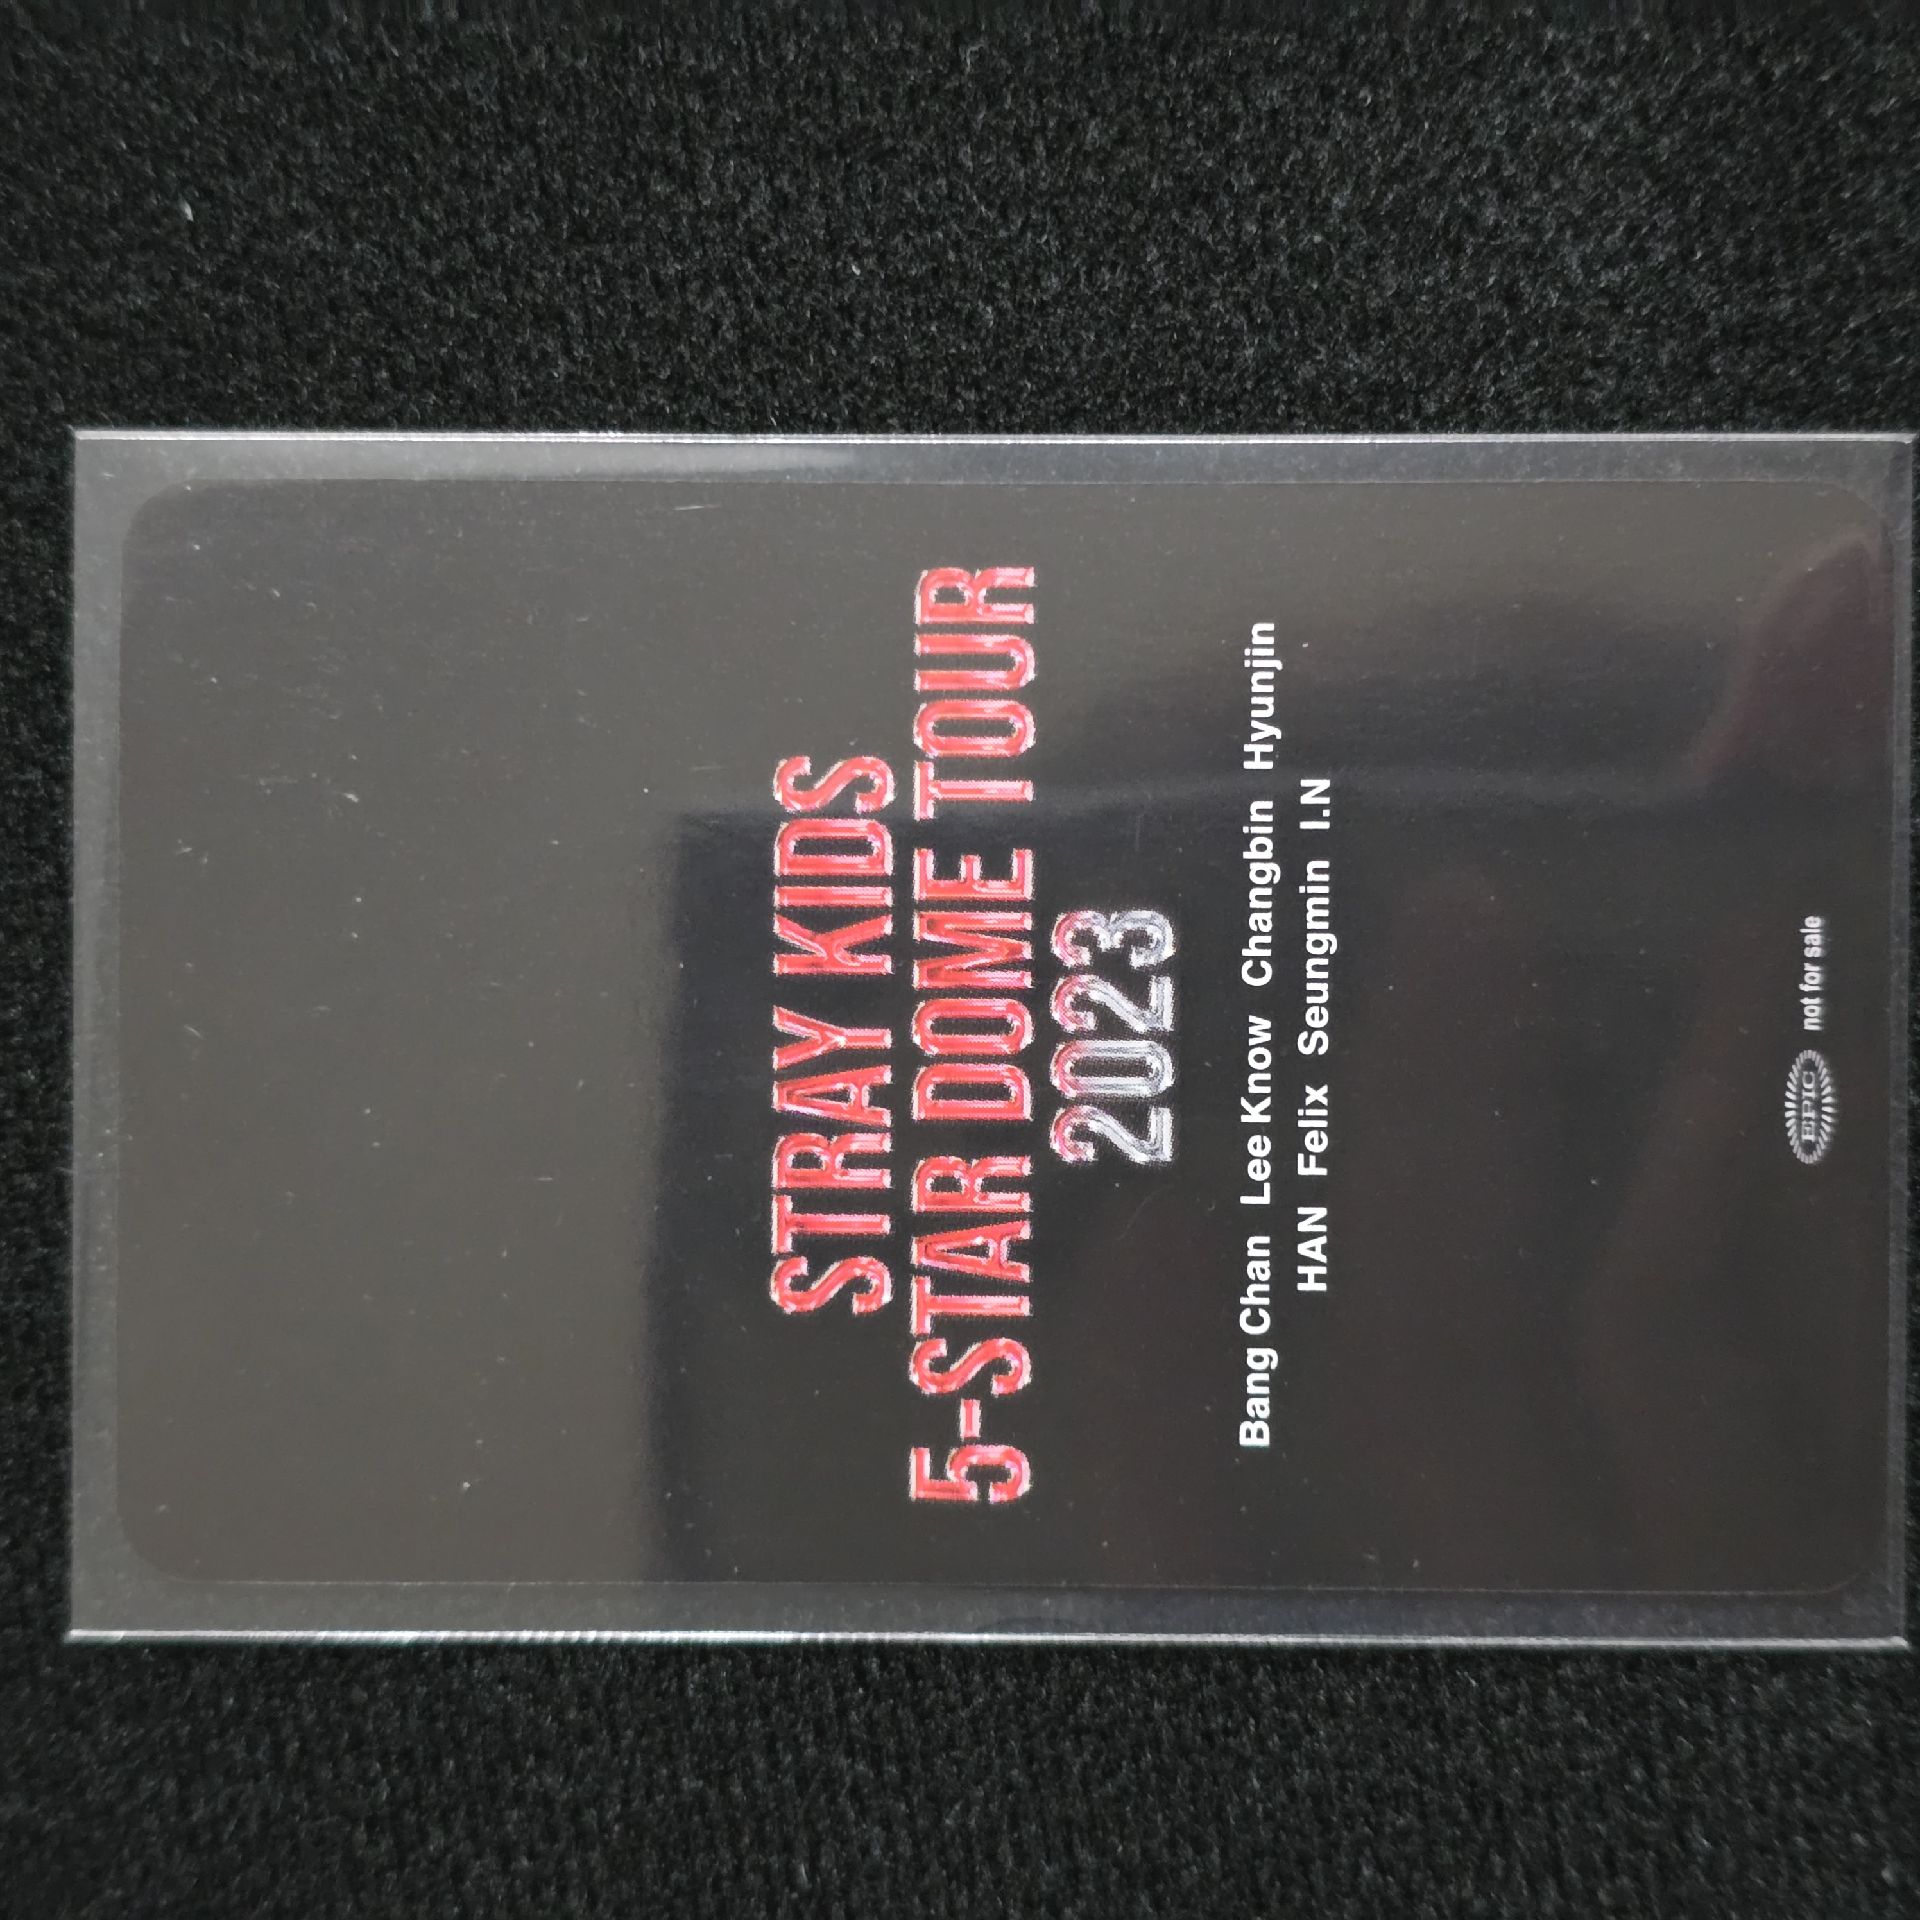 STRAY KIDS
5-STAR DOME TOUR
2023
Bang Chan Lee Know Changbin Hyunjin
HAN Felix Seungmin I.N
EPIC not for sale